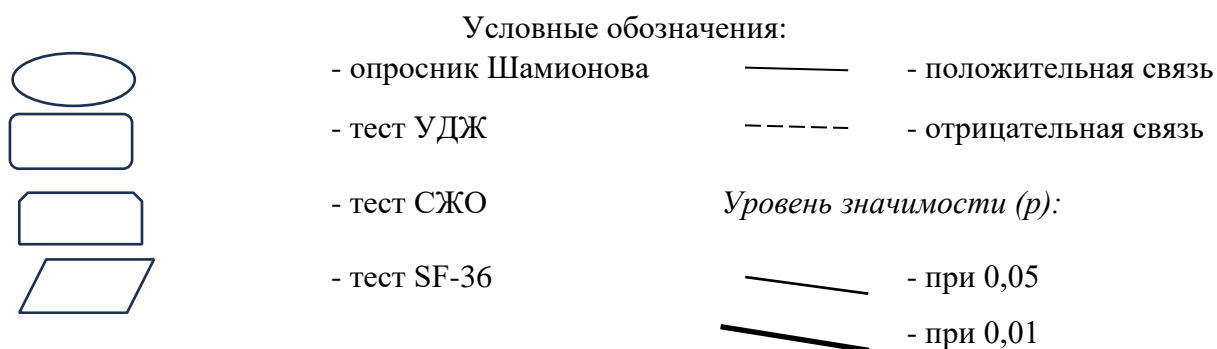 Условные обозначения:
- опросник Шамионова - положительная связь
- тест УДЖ - отрицательная связь
- тест СЖО Уровень значимости (p):
- тест SF-36 - при 0,05
- при 0,01